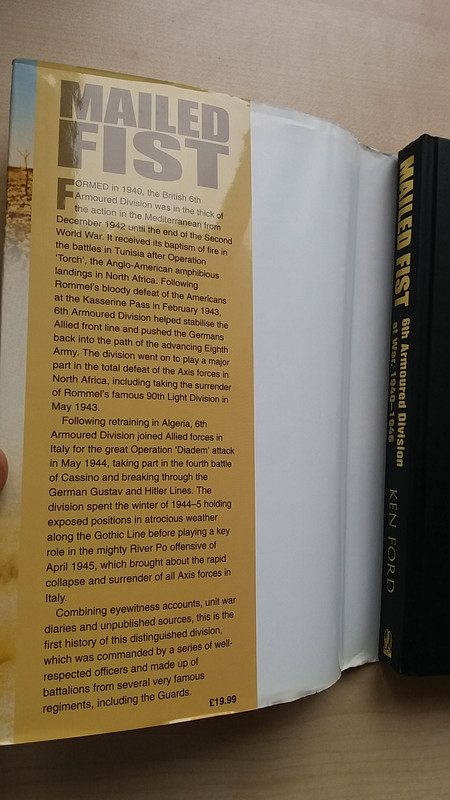 MAILED
FIST
FORMED in 1940, the British 6th
Armoured Division was in the thick of
the action in the Mediterranean from
December 1942 until the end of the Second
World War. It received its baptism of fire in
the battles in Tunisia after Operation
'Torch', the Anglo-American amphibious
landings in North Africa. Following
Rommel's bloody defeat of the Americans
at the Kasserine Pass in February 1943,
6th Armoured Division helped stabilise the
Allied front line and pushed the Germans
back into the path of the advancing Eighth
Army. The division went on to play a major
part in the total defeat of the Axis forces in
North Africa, including taking the surrender
of Rommel's famous 90th Light Division in
May 1943.
Following retraining in Algeria, 6th
Armoured Division joined Allied forces in
Italy for the great Operation 'Diadem' attack
in May 1944, taking part in the fourth battle
of Cassino and breaking through the
German Gustav and Hitler Lines. The
division spent the winter of 1944–5 holding
exposed positions in atrocious weather
along the Gothic Line before playing a key
role in the mighty River Po offensive of
April 1945, which brought about the rapid
collapse and surrender of all Axis forces in
Italy.
Combining eyewitness accounts, unit war
diaries and unpublished sources, this is the
first history of this distinguished division,
which was commanded by a series of well-
respected officers and made up of
battalions from several very famous
regiments, including the Guards.
£19.99
MAILED FIST
6th Armoured Division
at War, 1940–1945
KEN FORD